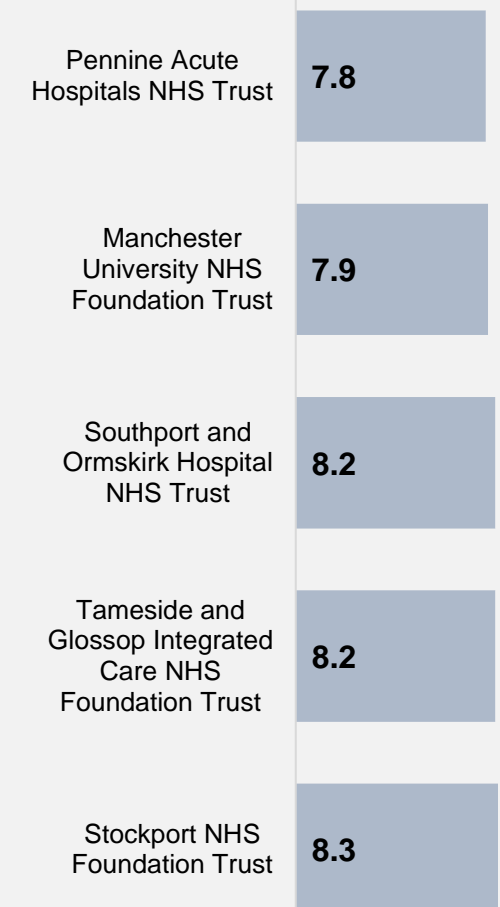 Pennine Acute
Hospitals NHS Trust
7.8
Manchester
University NHS
Foundation Trust
7.9
Southport and
Ormskirk Hospital
NHS Trust
8.2
Tameside and
Glossop Integrated
Care NHS
Foundation Trust
8.2
Stockport NHS
Foundation Trust
8.3